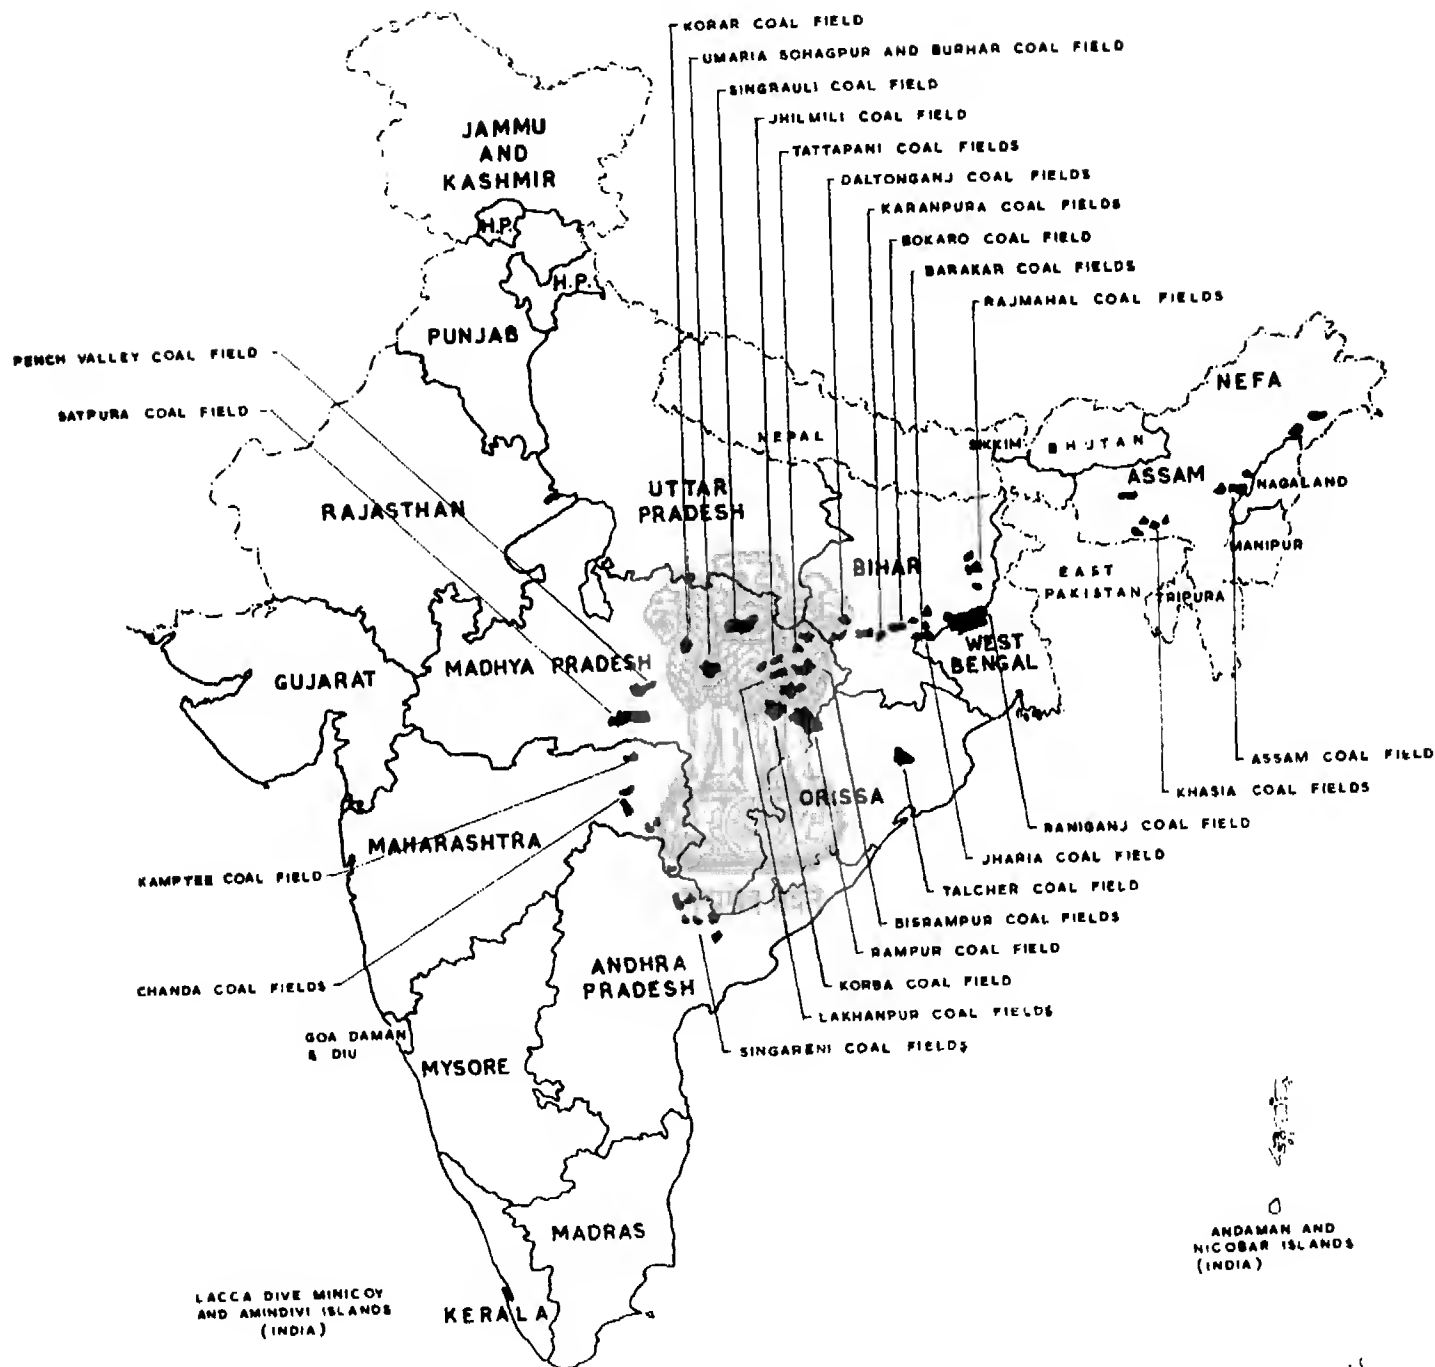 KORAR COAL FIELD
UMARIA SOHAGPUR AND BURHAR COAL FIELD
SINGRAULI COAL FIELD
JHILMILI COAL FIELD
TATTAPANI COAL FIELDS
DALTONGANJ COAL FIELDS
KARANPURA COAL FIELDS
BOKARO COAL FIELD
BARAKAR COAL FIELDS
RAJMAHAL COAL FIELDS
JAMMU
AND
KASHMIR
H.P.
H.P.
PUNJAB
PENCH VALLEY COAL FIELD
SATPURA COAL FIELD
NEFA
NEPAL
SIKKIM
BHUTAN
ASSAM
NAGALAND
RAJASTHAN
UTTAR
PRADESH
MANIPUR
BIHAR
EAST
PAKISTAN
TRIPURA
WEST
BENGAL
MADHYA PRADESH
GUJARAT
ASSAM COAL FIELD
KHASIA COAL FIELDS
ORISSA
RANIGANJ COAL FIELD
MAHARASHTRA
JHARIA COAL FIELD
KAMPTEE COAL FIELD
TALCHER COAL FIELD
BISRAMPUR COAL FIELDS
RAMPUR COAL FIELD
ANDHRA
PRADESH
KORBA COAL FIELD
CHANDA COAL FIELDS
LAKHANPUR COAL FIELDS
GOA DAMAN
& DIU
SINGARENI COAL FIELDS
MYSORE
MADRAS
ANDAMAN AND
NICOBAR ISLANDS
(INDIA)
LACCA DIVE MINICOY
AND AMINDIVI ISLANDS
(INDIA)
KERALA